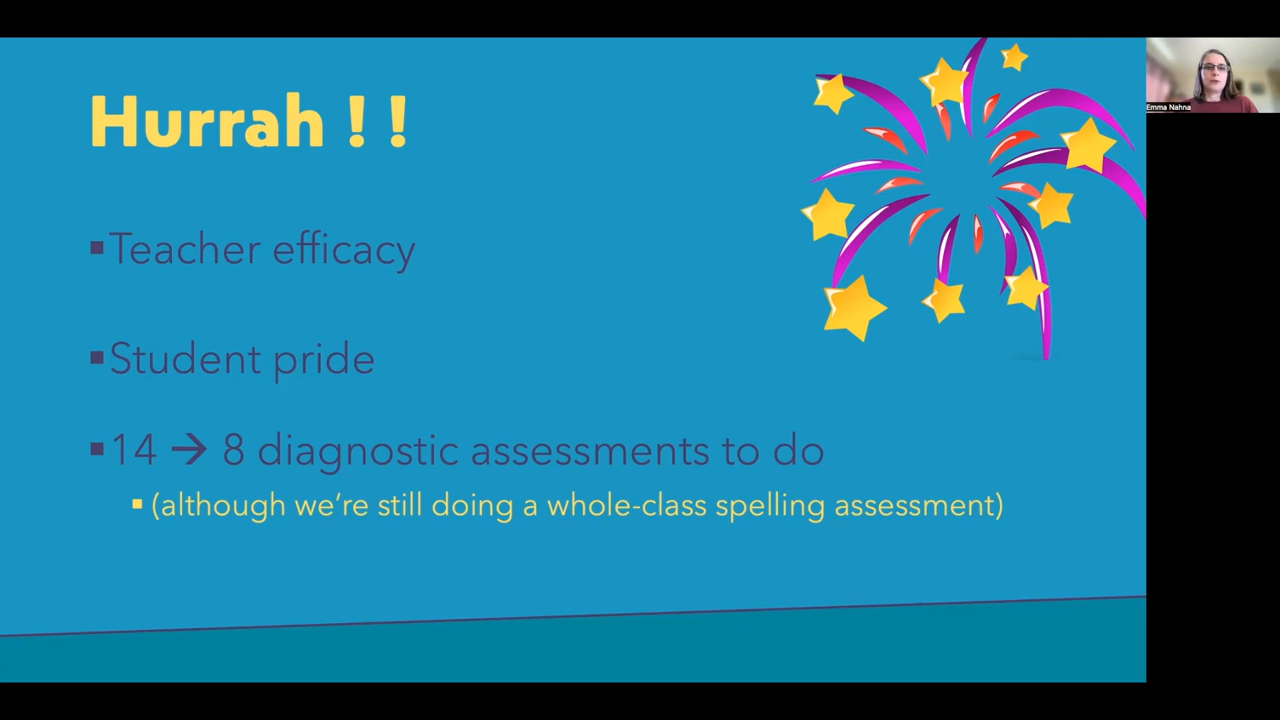 Hurrah ! !
▪Teacher efficacy
▪Student pride
▪14 → 8 diagnostic assessments to do
▪(although we're still doing a whole-class spelling assessment)
Emma Nahna